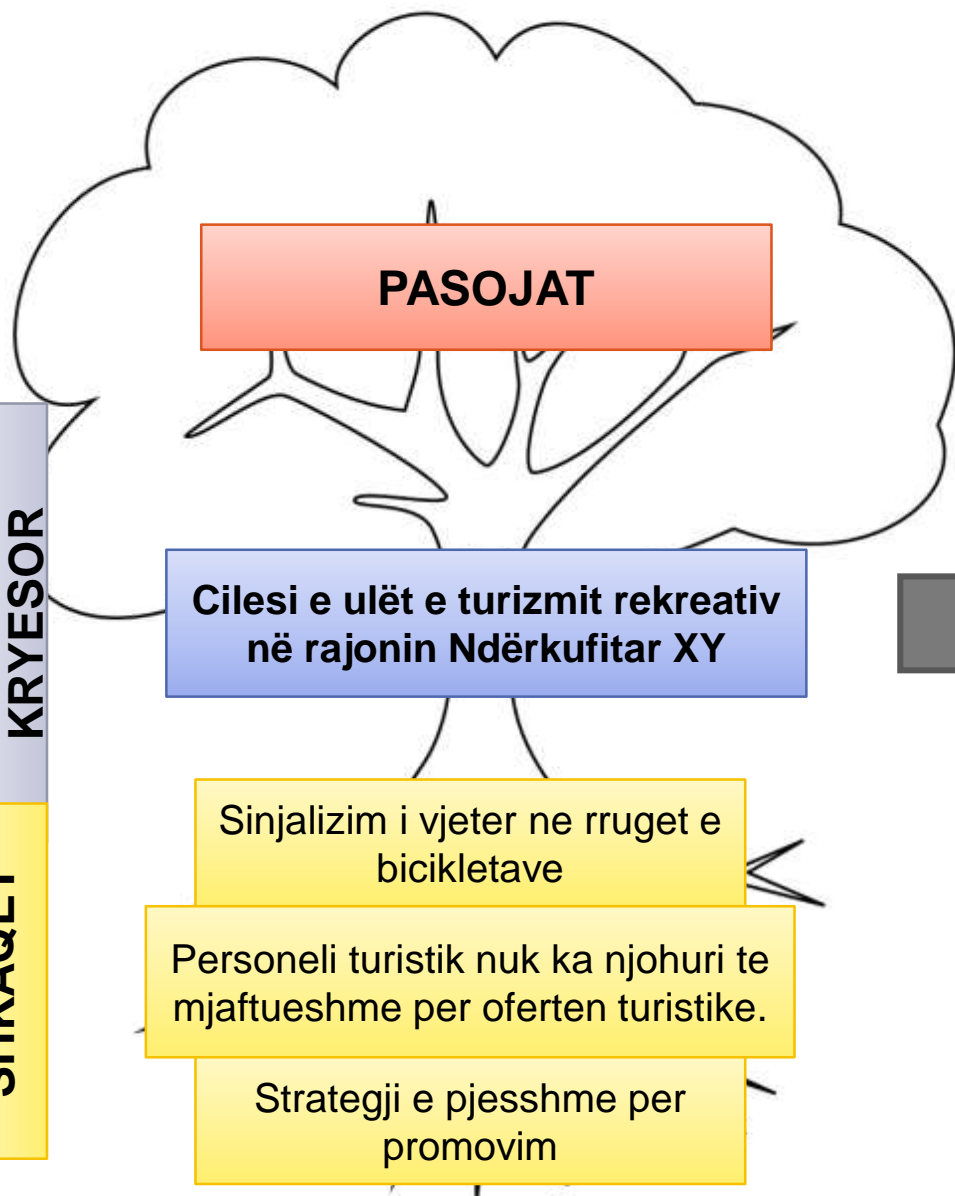 PASOJAT
KRYESOR
Cilesi e ulët e turizmit rekreativ
në rajonin Ndërkufitar XY
Sinjalizim i vjeter ne rruget e
bicikletave
Personeli turistik nuk ka njohuri te
mjaftueshme per oferten turistike.
Strategji e pjesshme per
promovim